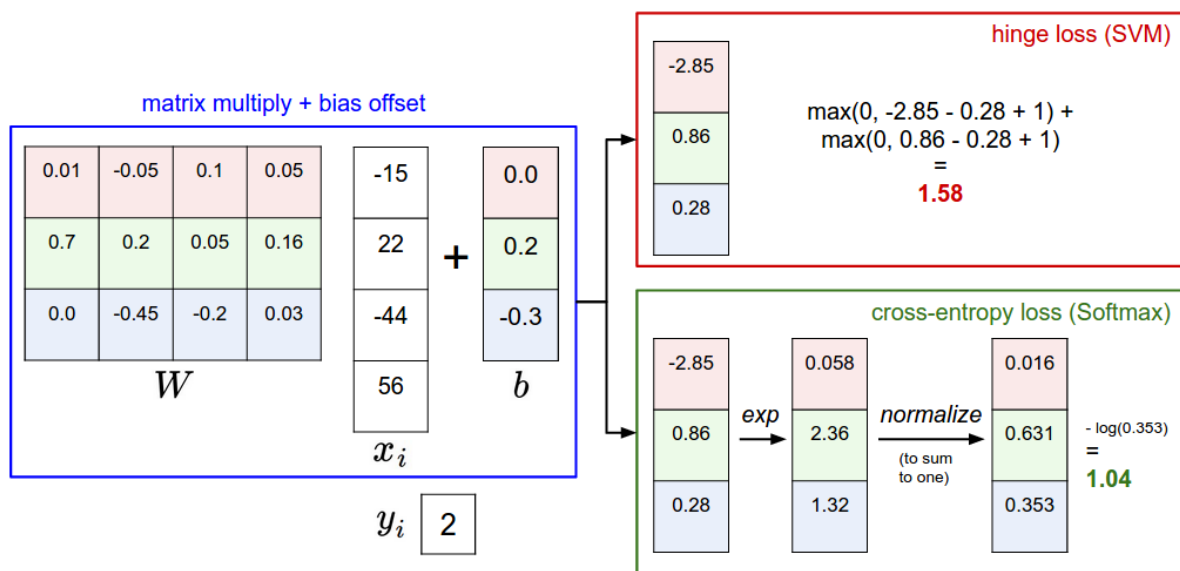 matrix multiply + bias offset
0.01 -0.05 0.1 0.05
0.7 0.2 0.05 0.16
0.0 -0.45 -0.2 0.03
W
-15
22
-44
56
x_i
+
0.0
0.2
-0.3
b
y_i 2
hinge loss (SVM)
-2.85
0.86
0.28
max(0, -2.85 - 0.28 + 1) +
max(0, 0.86 - 0.28 + 1)
=
1.58
cross-entropy loss (Softmax)
-2.85
0.86
0.28
exp
0.058
2.36
1.32
normalize
(to sum
to one)
0.016
0.631
0.353
- log(0.353)
=
1.04